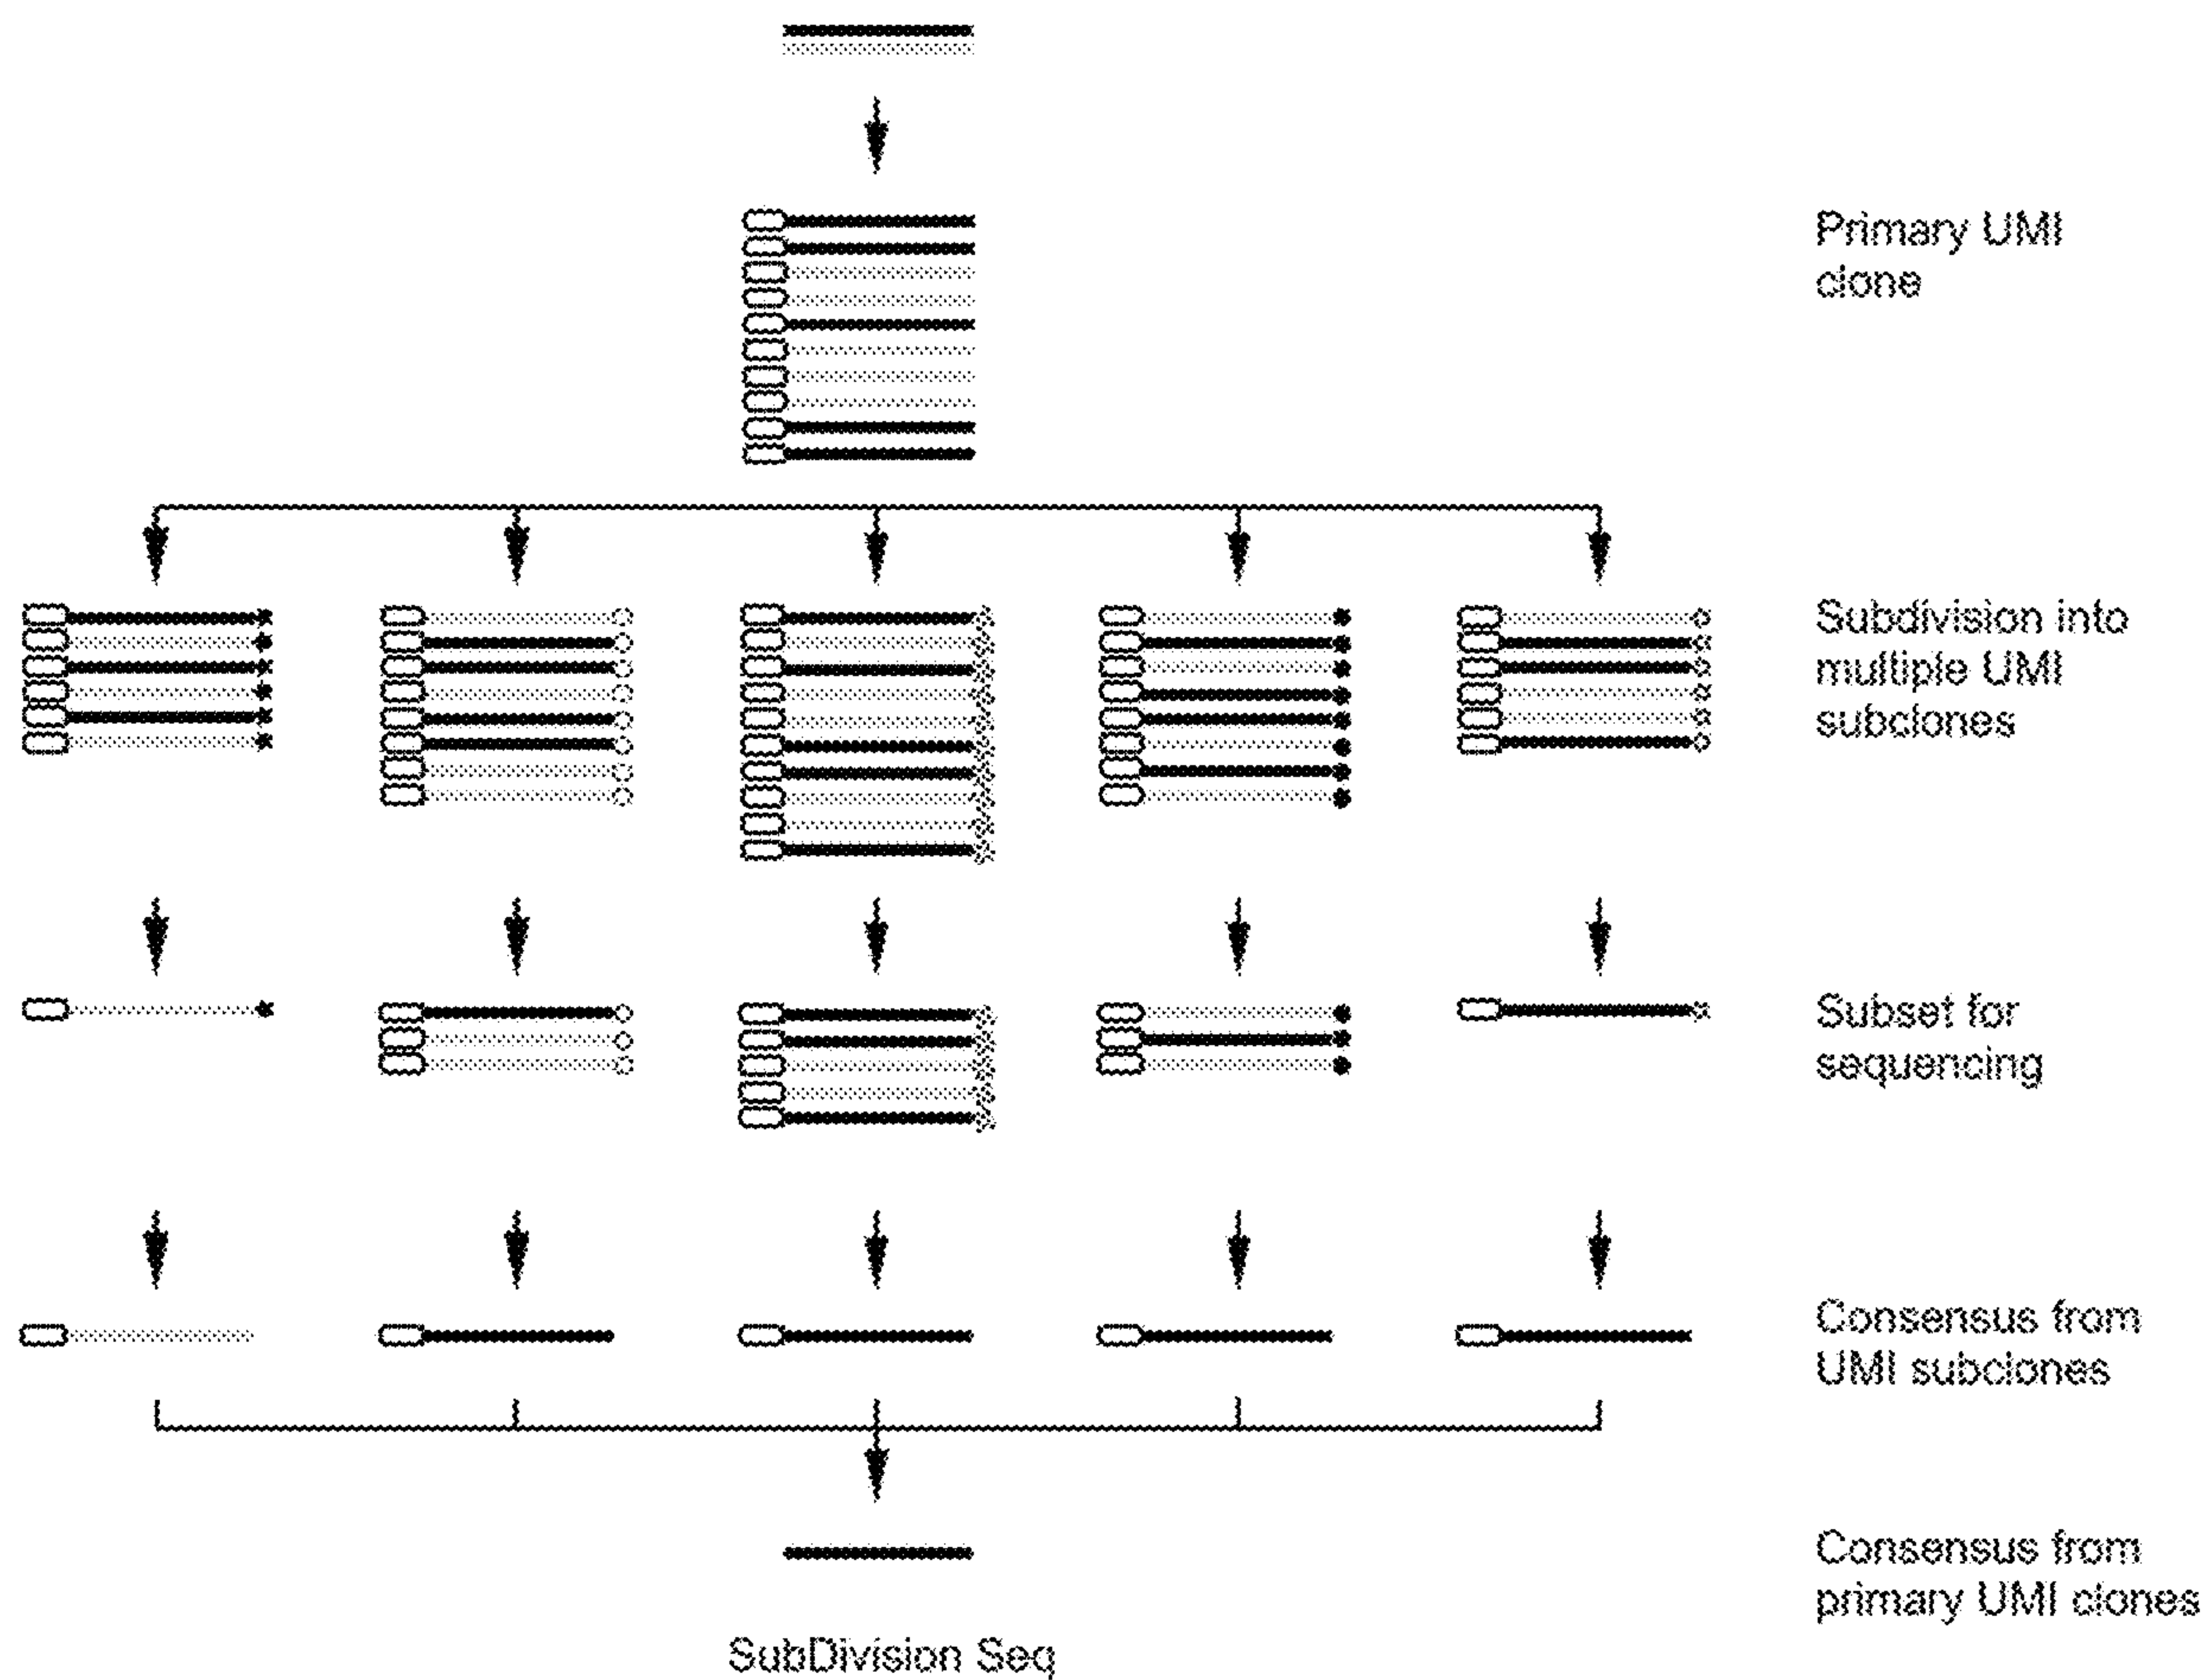 Primary UMI
clone
Subdivision into
multiple UMI
subclones
Subset for
sequencing
Consensus from
UMI subclones
Consensus from
primary UMI clones
SubDivision Seq